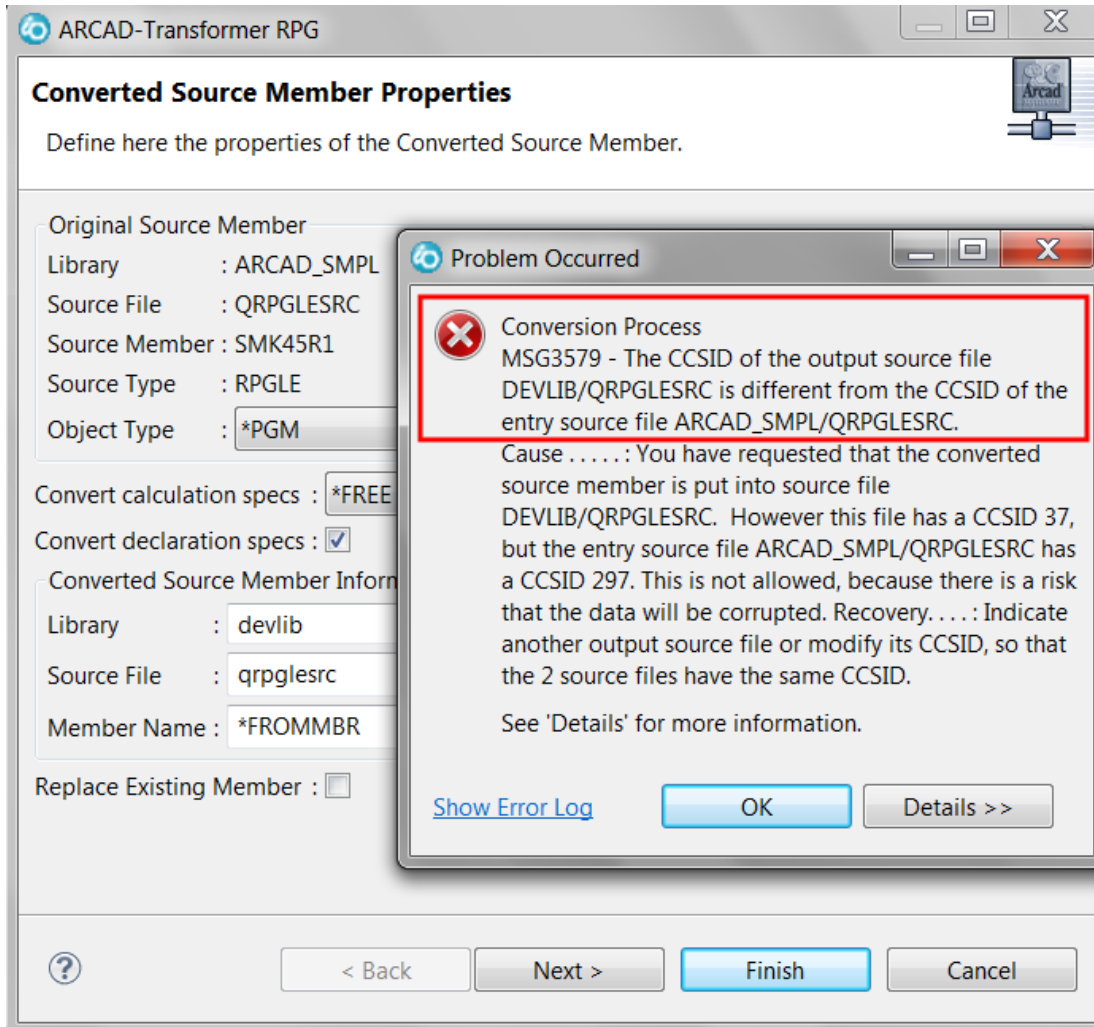 ARCAD-Transformer RPG
Converted Source Member Properties
Arcad
Define here the properties of the Converted Source Member.
Original Source Member
Library : ARCAD_SMPL
Source File : QRPGLESRC
Source Member : SMK45R1
Source Type : RPGLE
Object Type : *PGM
Convert calculation specs : *FREE
Convert declaration specs :
Converted Source Member Inforn
Library : devlib
Source File : qrpglesrc
Member Name : *FROMMBR
Replace Existing Member :
Problem Occurred
Conversion Process
MSG3579 - The CCSID of the output source file
DEVLIB/QRPGLESRC is different from the CCSID of the
entry source file ARCAD_SMPL/QRPGLESRC.
Cause . . . . . : You have requested that the converted
source member is put into source file
DEVLIB/QRPGLESRC.  However this file has a CCSID 37,
but the entry source file ARCAD_SMPL/QRPGLESRC has
a CCSID 297. This is not allowed, because there is a risk
that the data will be corrupted. Recovery. . . . : Indicate
another output source file or modify its CCSID, so that
the 2 source files have the same CCSID.
See 'Details' for more information.
Show Error Log
OK
Details >>
?
< Back
Next >
Finish
Cancel